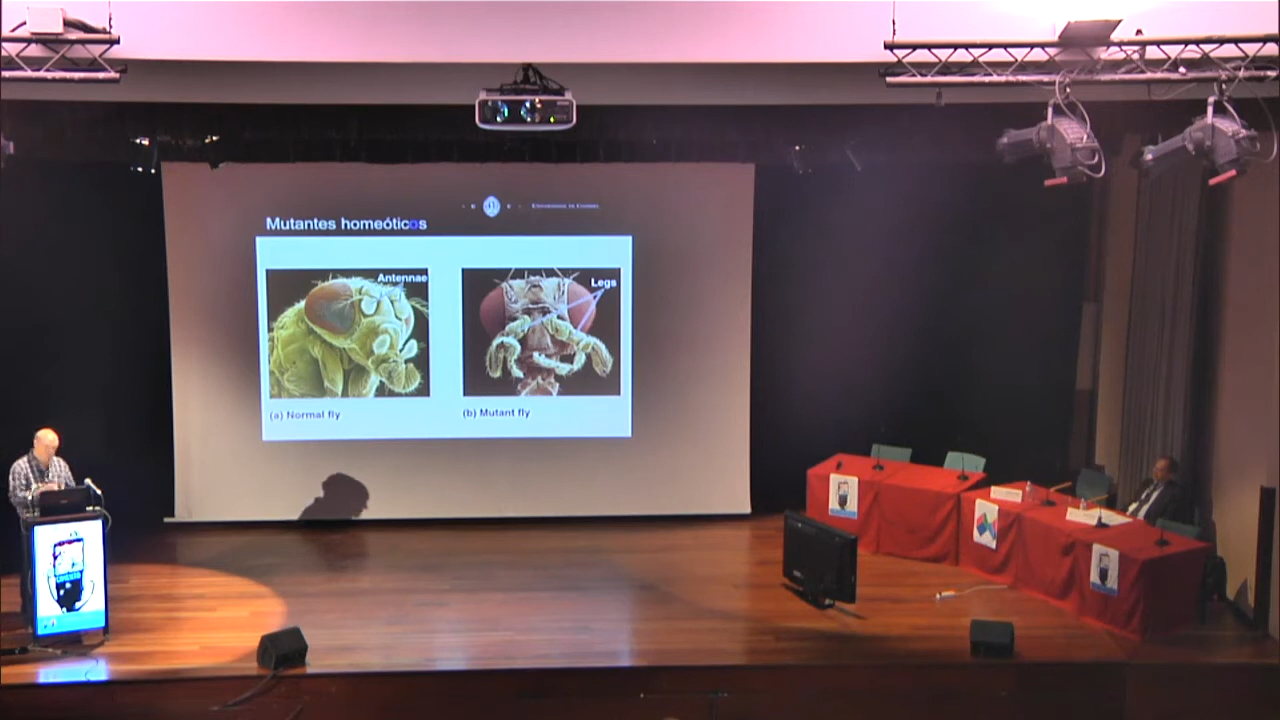 Mutantes homeóticos
Antennae
Legs
(a) Normal fly
(b) Mutant fly